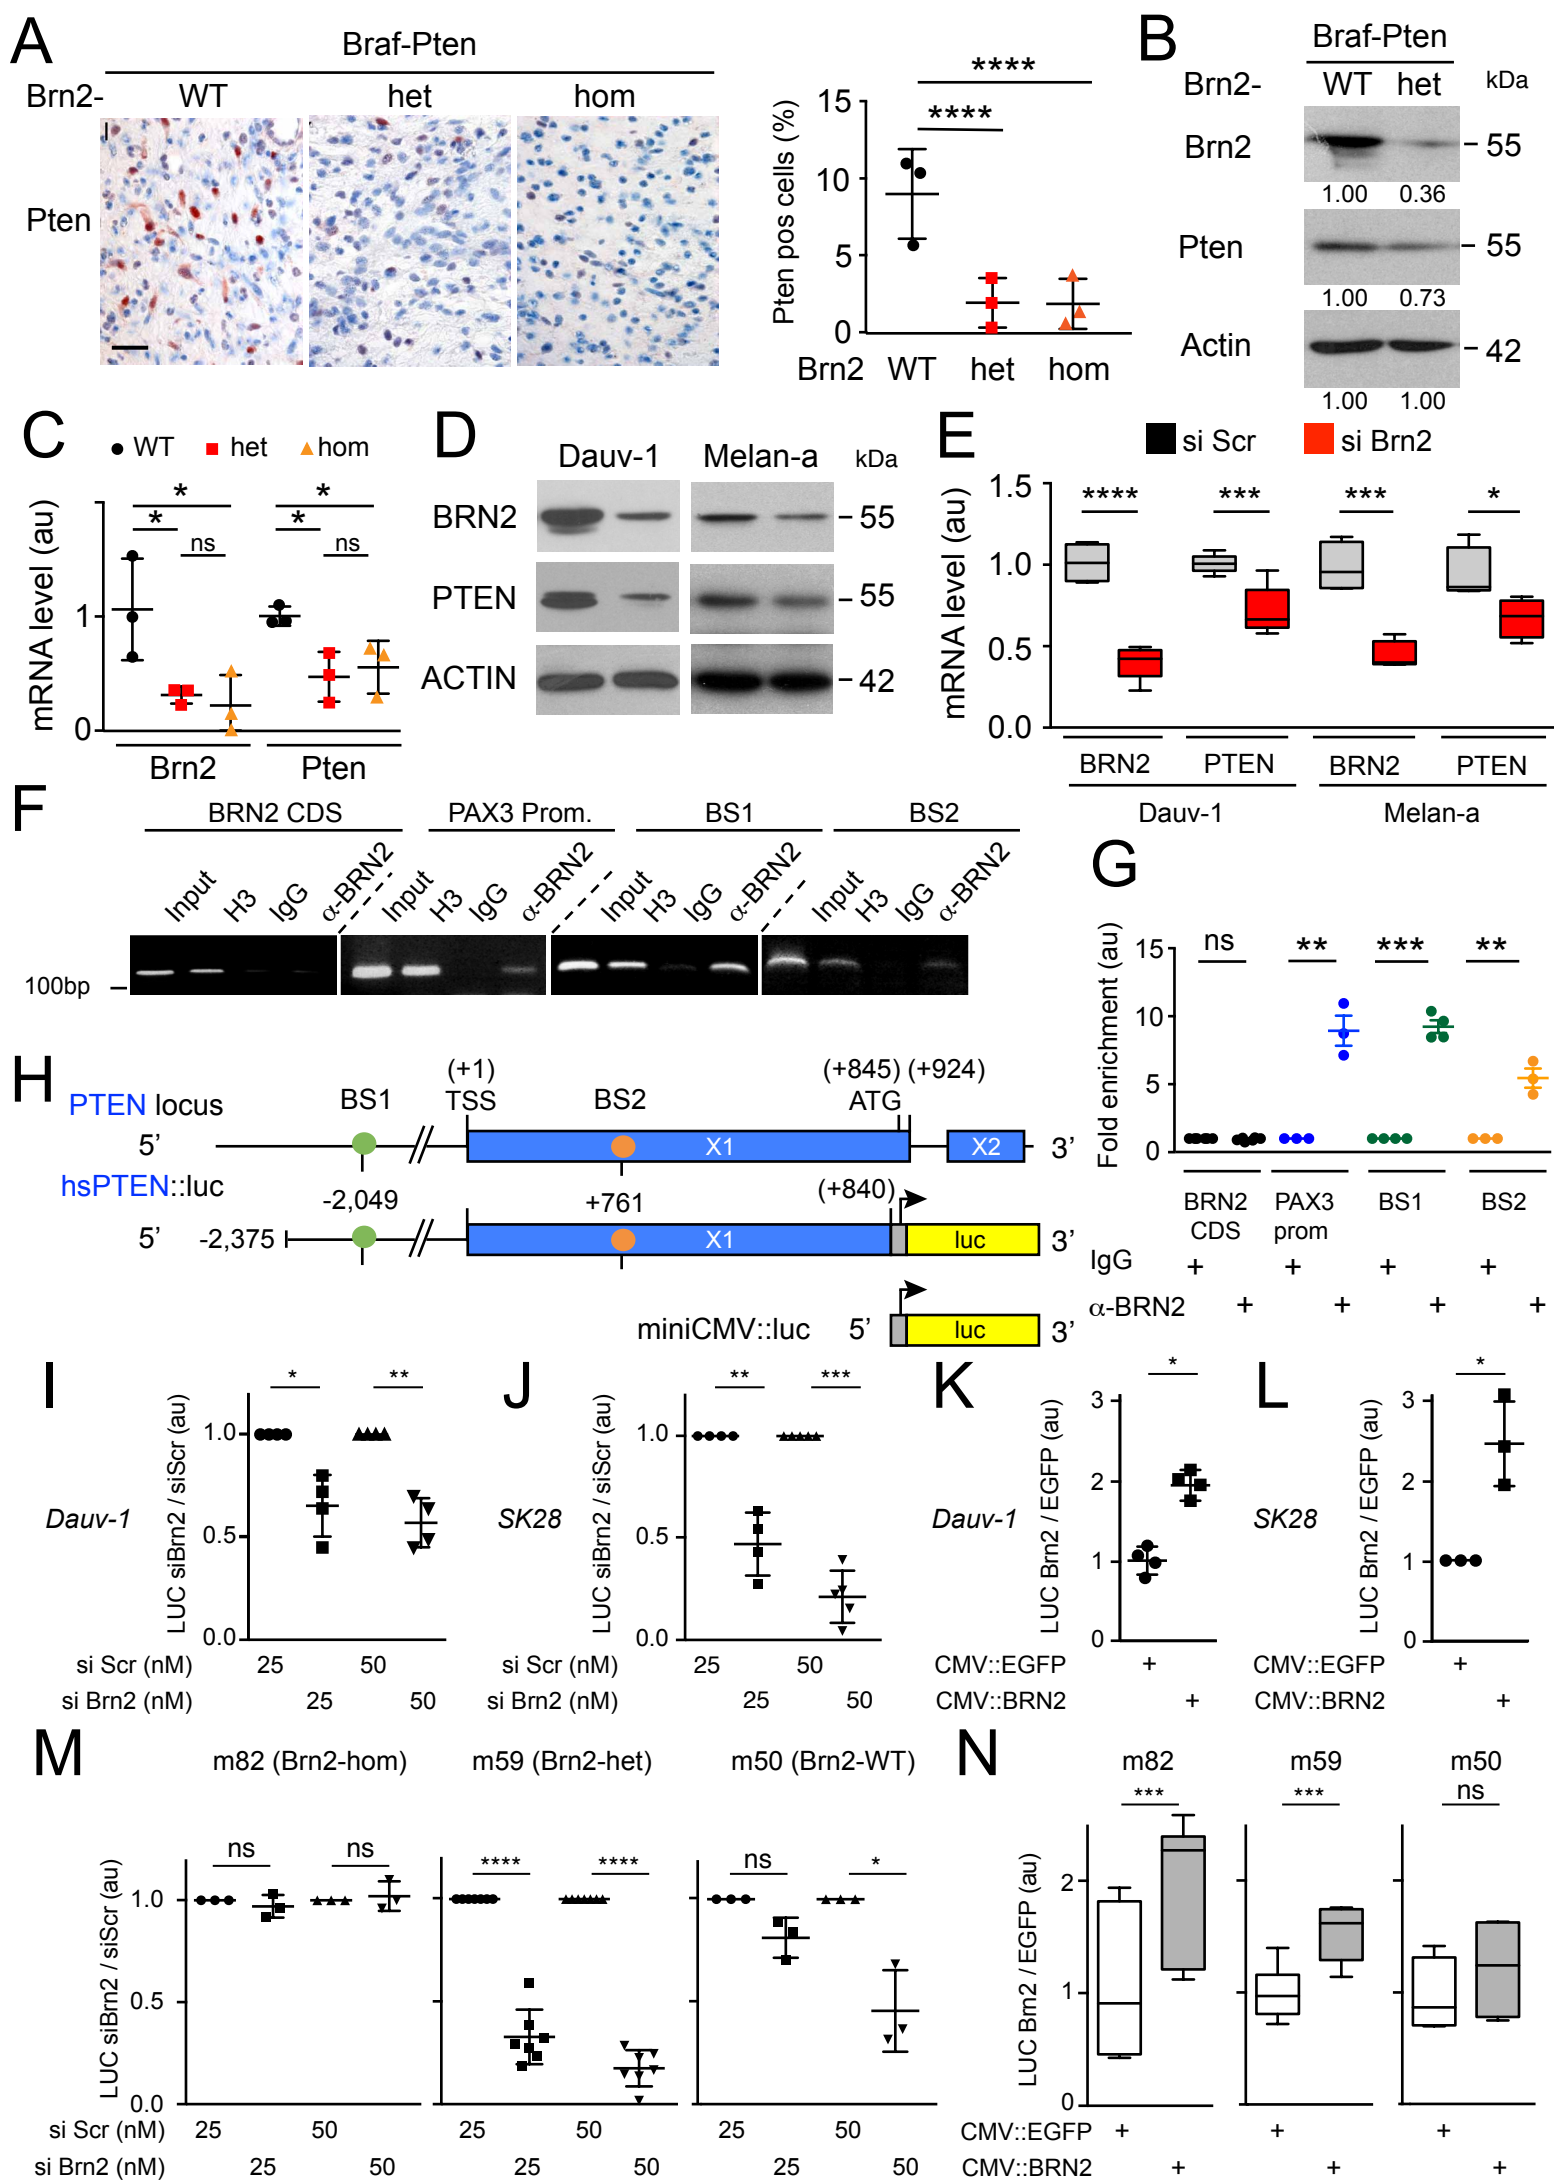 A
Braf-Pten
Brn2- WT het hom
Pten
****
****
Pten pos cells (%)
15
10
5
0
Brn2 WT het hom
B
Braf-Pten
Brn2- WT het kDa
Brn2 55
1.00 0.36
Pten 55
1.00 0.73
Actin 42
1.00 1.00
C
WT het hom
* *
* ns * ns
mRNA level (au)
1
0
Brn2 Pten
D
Dauv-1 Melan-a kDa
BRN2 55
PTEN 55
ACTIN 42
E
si Scr si Brn2
**** *** *** *
mRNA level (au)
1.5
1.0
0.5
0.0
BRN2 PTEN BRN2 PTEN
Dauv-1 Melan-a
F
BRN2 CDS PAX3 Prom. BS1 BS2
Input H3 IgG α-BRN2 Input H3 IgG α-BRN2 Input H3 IgG α-BRN2 Input H3 IgG α-BRN2
100bp
G
ns ** *** **
Fold enrichment (au)
15
10
5
0
BRN2 CDS PAX3 prom BS1 BS2
IgG + + + +
α-BRN2 + + + +
H
(+1) (+845) (+924)
PTEN locus BS1 TSS BS2 ATG
5’ X1 X2 3’
hsPTEN::luc -2,049 +761 (+840)
5’ -2,375 X1 luc 3’
miniCMV::luc 5’ luc 3’
I
* **
Dauv-1
LUC siBrn2 / siScr (au)
1.0
0.5
0.0
si Scr (nM) 25 50
si Brn2 (nM) 25 50
J
** ***
SK28
LUC siBrn2 / siScr (au)
1.0
0.5
0.0
si Scr (nM) 25 50
si Brn2 (nM) 25 50
K
*
Dauv-1
LUC Brn2 / EGFP (au)
3
2
1
0
CMV::EGFP +
CMV::BRN2 +
L
*
SK28
LUC Brn2 / EGFP (au)
3
2
1
0
CMV::EGFP +
CMV::BRN2 +
M
m82 (Brn2-hom) m59 (Brn2-het) m50 (Brn2-WT)
ns ns **** **** ns *
LUC siBrn2 / siScr (au)
1.0
0.5
0.0
si Scr (nM) 25 50 25 50 25 50
si Brn2 (nM) 25 50 25 50 25 50
N
m82 m59 m50
*** *** ns
LUC Brn2 / EGFP (au)
2
1
0
CMV::EGFP + + +
CMV::BRN2 + + +